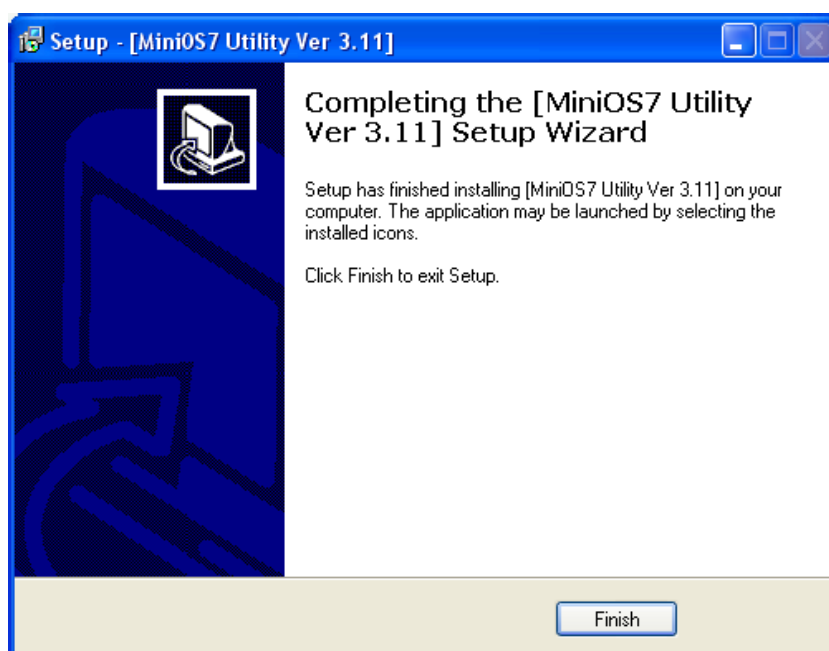 Setup - [MiniOS7 Utility Ver 3.11]
Completing the [MiniOS7 Utility
Ver 3.11] Setup Wizard
Setup has finished installing [MiniOS7 Utility Ver 3.11] on your
computer. The application may be launched by selecting the
installed icons.
Click Finish to exit Setup.
Finish